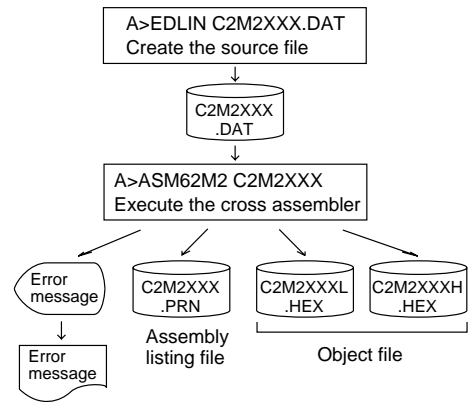 A>EDLIN C2M2XXX.DAT
Create the source file
C2M2XXX
.DAT
A>ASM62M2 C2M2XXX
Execute the cross assembler
Error
message
C2M2XXX
.PRN
C2M2XXXL
.HEX
C2M2XXXH
.HEX
Assembly
listing file
Object file
Error
message